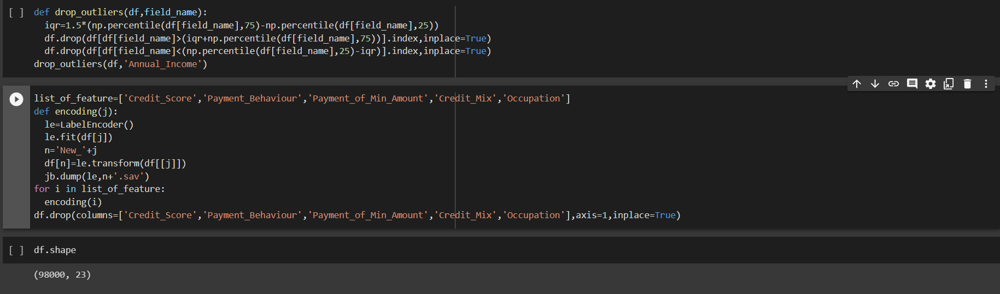 [ ] def drop_outliers(df,field_name):
  iqr=1.5*(np.percentile(df[field_name],75)-np.percentile(df[field_name],25))
  df.drop(df[df[field_name]>(iqr+np.percentile(df[field_name],75))].index,inplace=True)
  df.drop(df[df[field_name]<(np.percentile(df[field_name],25)-iqr)].index,inplace=True)
drop_outliers(df,'Annual_Income')
list_of_feature=['Credit_Score','Payment_Behaviour','Payment_of_Min_Amount','Credit_Mix','Occupation']
def encoding(j):
  le=LabelEncoder()
  le.fit(df[j])
  n='New_'+j
  df[n]=le.transform(df[[j]])
  jb.dump(le,n+'.sav')
for i in list_of_feature:
  encoding(i)
df.drop(columns=['Credit_Score','Payment_Behaviour','Payment_of_Min_Amount','Credit_Mix','Occupation'],axis=1,inplace=True)
[ ] df.shape
(98000, 23)